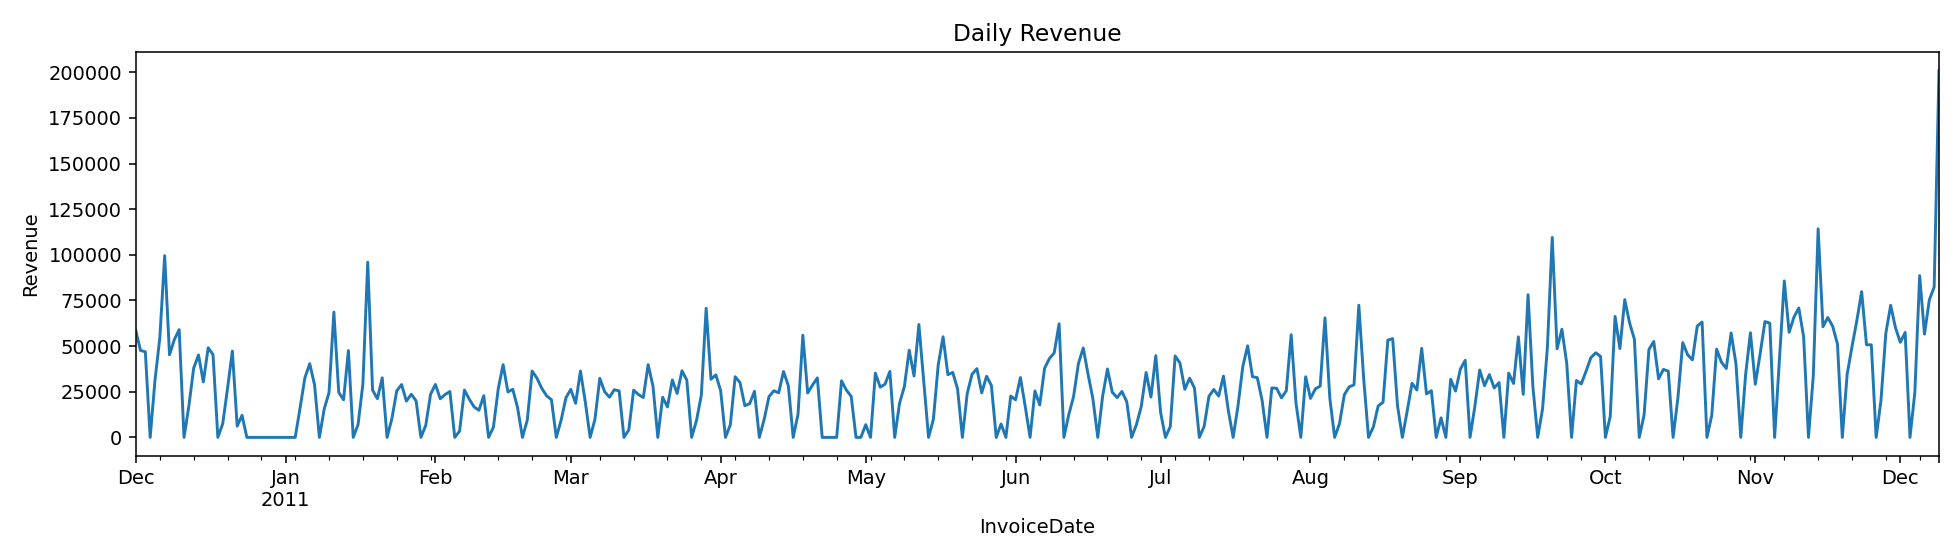 Daily Revenue
200000
175000
150000
125000
100000
75000
50000
25000
0
Revenue
Dec Jan Feb Mar Apr May Jun Jul Aug Sep Oct Nov Dec
2011
InvoiceDate